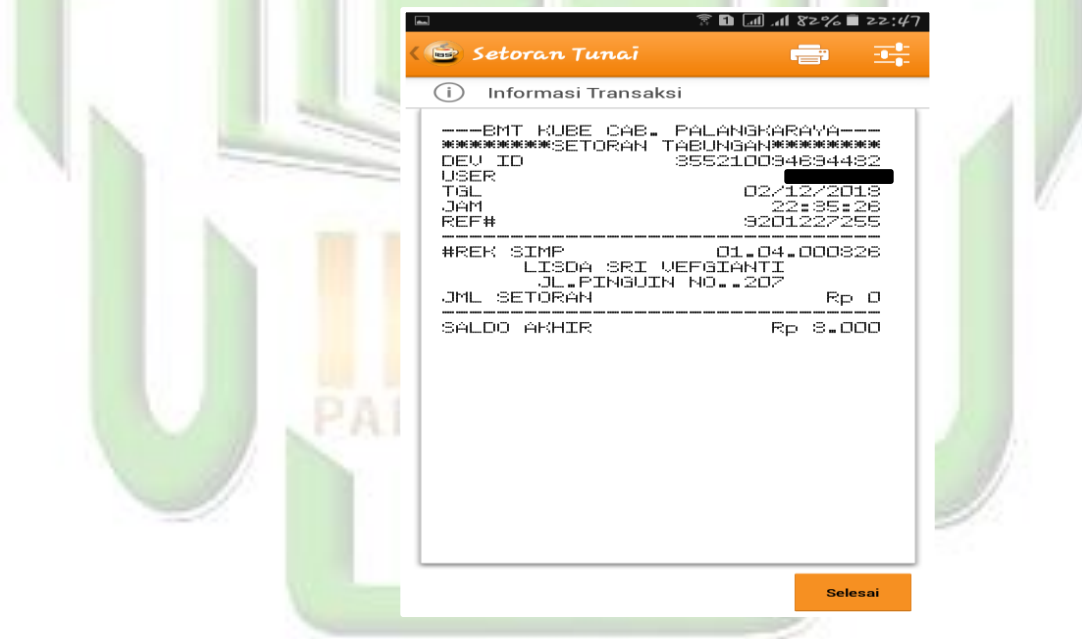 82% 22:47
Setoran Tunai
Informasi Transaksi
---BMT KUBE CAB. PALANGKARAYA---
********SETORAN TABUNGAN********
DEV ID 355210094694482
USER
TGL 02/12/2018
JAM 22:35:26
REF# 9201227255
--------------------------------
#REK SIMP 01.04.000326
LISDA SRI VEFGIANTI
JL.PINGUIN NO..207
JML SETORAN Rp 0
--------------------------------
SALDO AKHIR Rp 8.000
Selesai